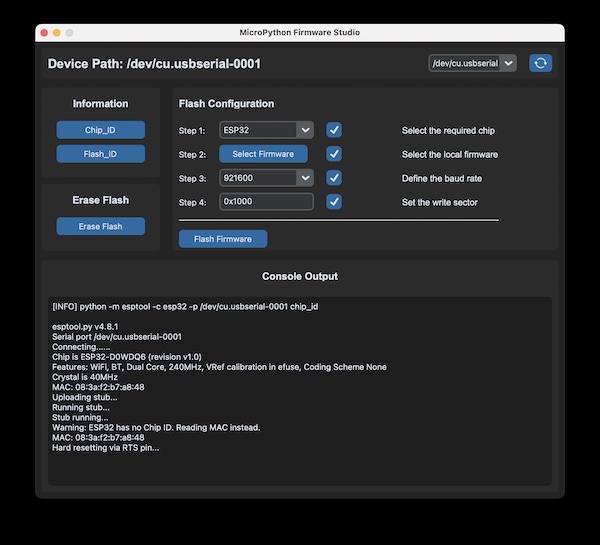 MicroPython Firmware Studio
Device Path: /dev/cu.usbserial-0001
/dev/cu.usbserial
Information
Chip_ID
Flash_ID
Erase Flash
Erase Flash
Flash Configuration
Step 1: ESP32 Select the required chip
Step 2: Select Firmware Select the local firmware
Step 3: 921600 Define the baud rate
Step 4: 0x1000 Set the write sector
Flash Firmware
Console Output
[INFO] python -m esptool -c esp32 -p /dev/cu.usbserial-0001 chip_id
esptool.py v4.8.1
Serial port /dev/cu.usbserial-0001
Connecting......
Chip is ESP32-D0WDQ6 (revision v1.0)
Features: WiFi, BT, Dual Core, 240MHz, VRef calibration in efuse, Coding Scheme None
Crystal is 40MHz
MAC: 08:3a:f2:b7:a8:48
Uploading stub...
Running stub...
Stub running...
Warning: ESP32 has no Chip ID. Reading MAC instead.
MAC: 08:3a:f2:b7:a8:48
Hard resetting via RTS pin...